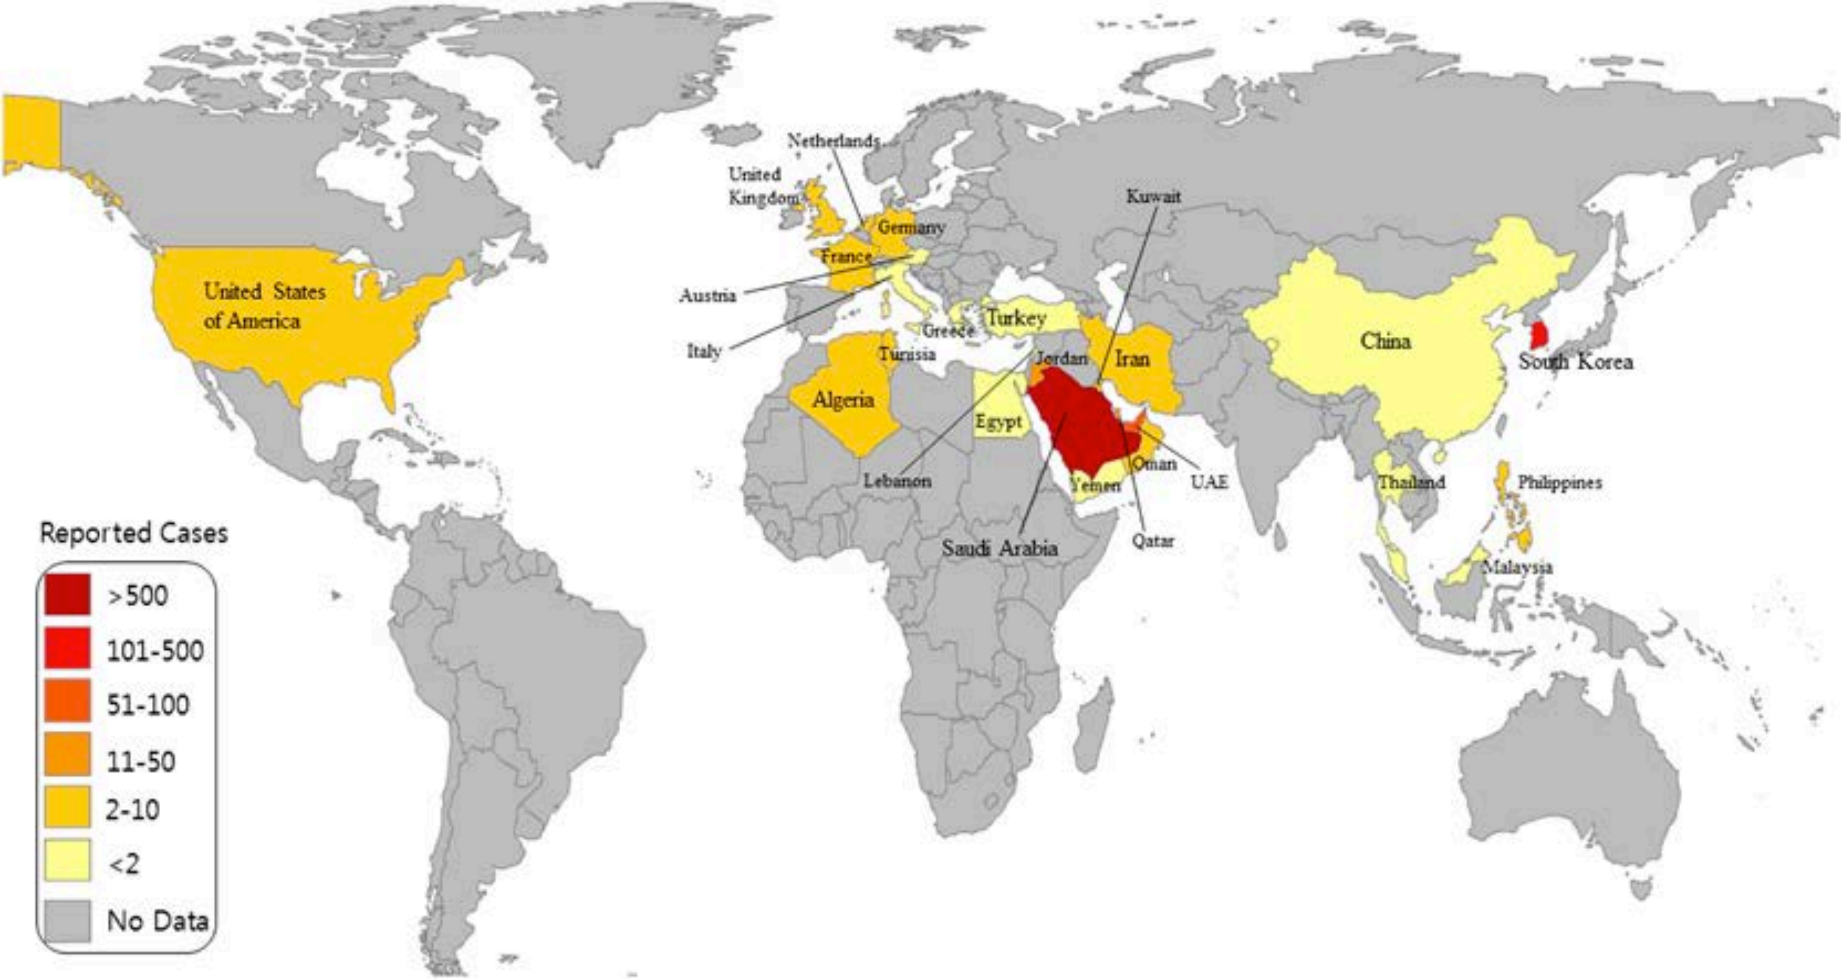 Netherlands
United
Kingdom
Kuwait
Germany
France
Austria
United States
of America
Turkey
Greece
China
Italy
Tunisia
Jordan
Iran
South Korea
Algeria
Egypt
Oman
Lebanon
Yemen
UAE
Thailand
Philippines
Saudi Arabia
Qatar
Malaysia
Reported Cases
>500
101-500
51-100
11-50
2-10
<2
No Data